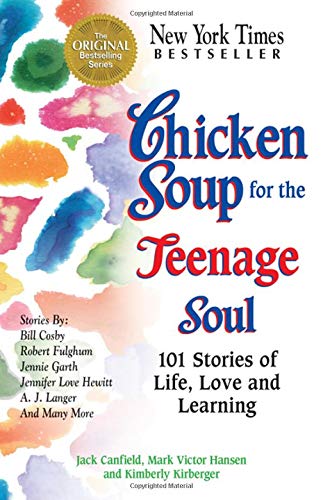 The
ORIGINAL
Bestselling
Series
New York Times
BESTSELLER
Chicken
Soup for the
Teenage
Soul
101 Stories of
Life, Love and
Learning
Stories By:
Bill Cosby
Robert Fulghum
Jennie Garth
Jennifer Love Hewitt
A. J. Langer
And Many More
Jack Canfield, Mark Victor Hansen
and Kimberly Kirberger